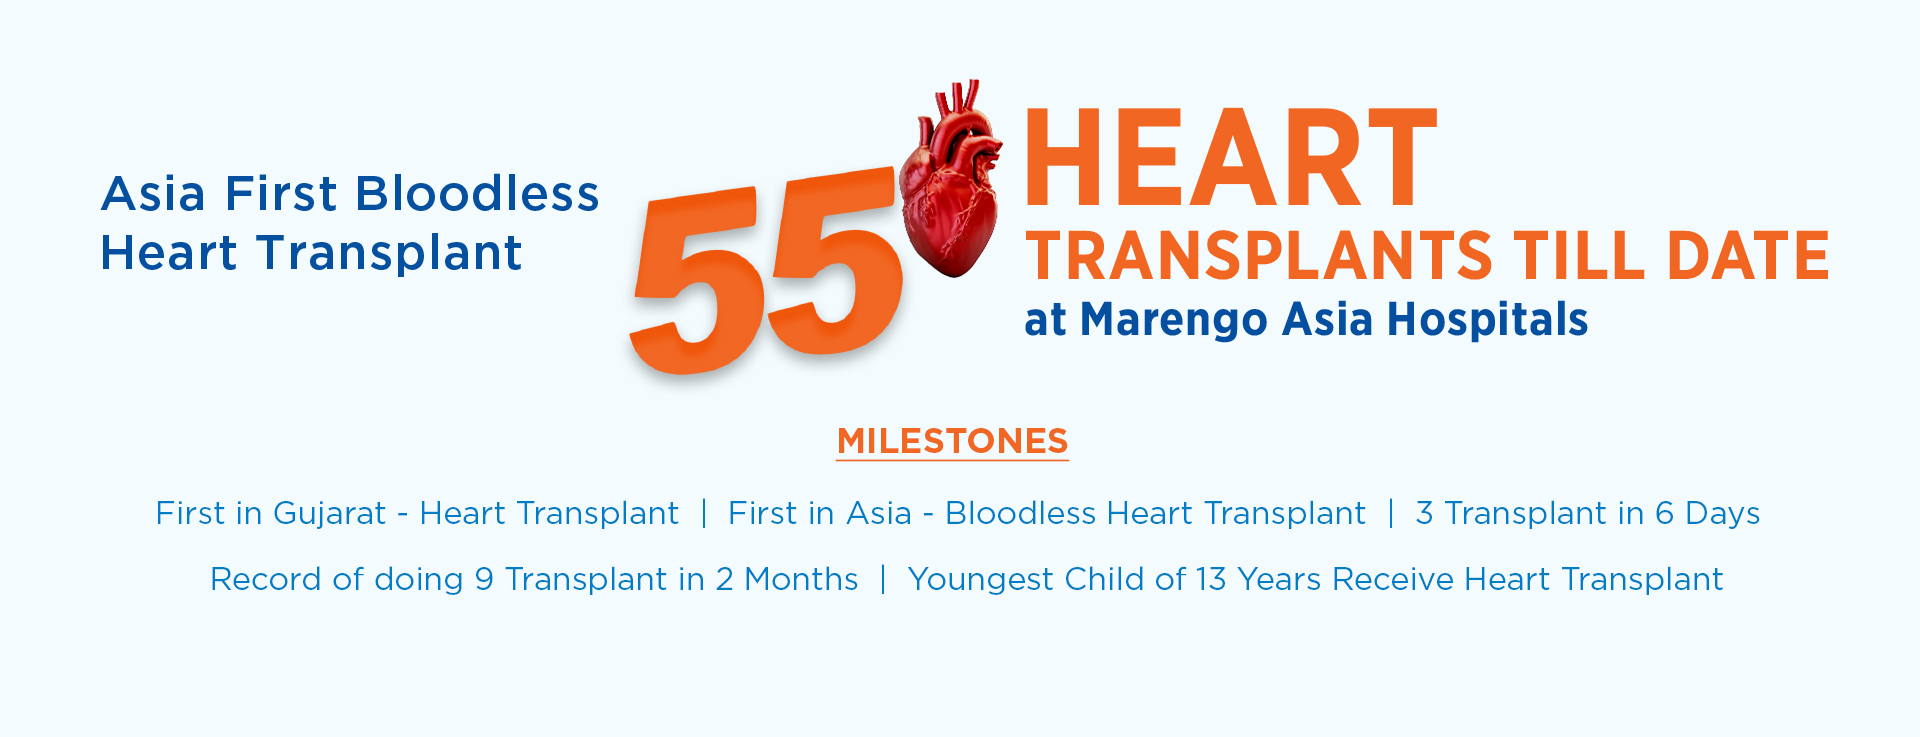 Asia First Bloodless
Heart Transplant
55
HEART
TRANSPLANTS TILL DATE
at Marengo Asia Hospitals
MILESTONES
First in Gujarat - Heart Transplant | First in Asia - Bloodless Heart Transplant | 3 Transplant in 6 Days
Record of doing 9 Transplant in 2 Months | Youngest Child of 13 Years Receive Heart Transplant